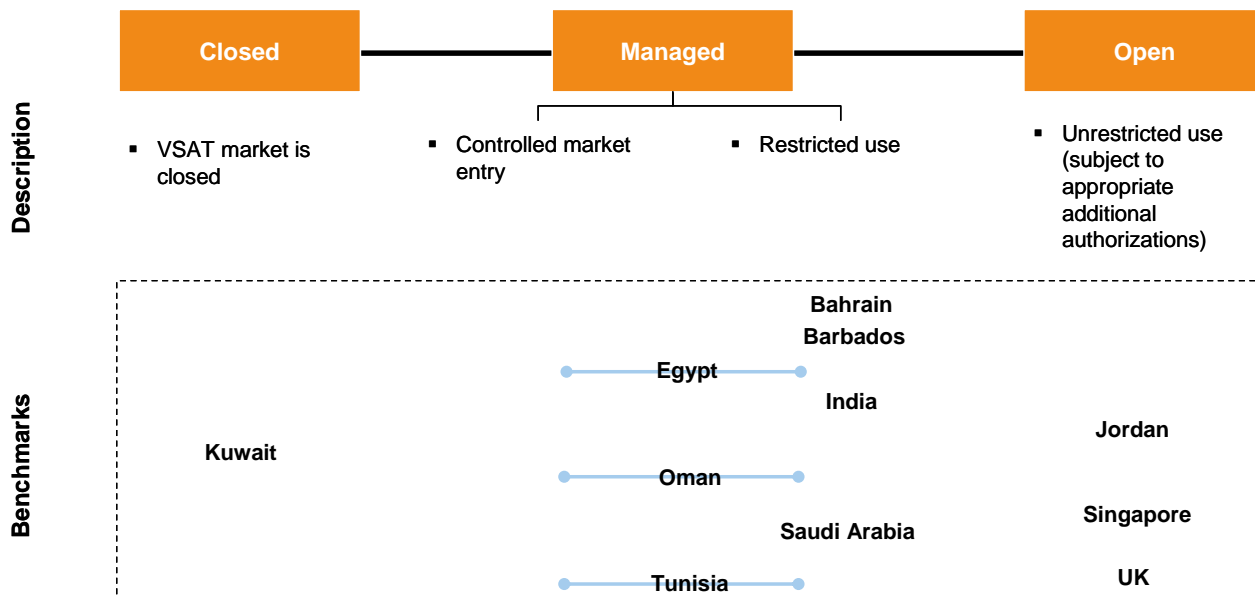 Closed
Managed
Open
Description
▪ VSAT market is
closed
▪ Controlled market
entry
▪ Restricted use
▪ Unrestricted use
(subject to
appropriate
additional
authorizations)
Benchmarks
Bahrain
Barbados
Egypt
India
Jordan
Kuwait
Oman
Singapore
Saudi Arabia
UK
Tunisia